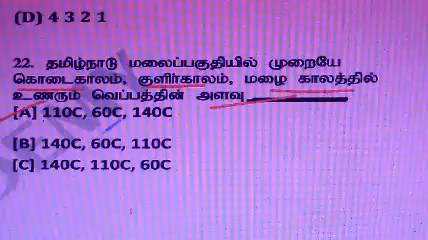 (D) 4 3 2 1
22. தமிழ்நாடு மலைப்பகுதியில் முறையே
கொடைகாலம், குளிர்காலம், மழை காலத்தில்
உணரும் வெப்பத்தின் அளவு
[A] 110C, 60C, 140C
[B] 140C, 60C, 110C
[C] 140C, 110C, 60C